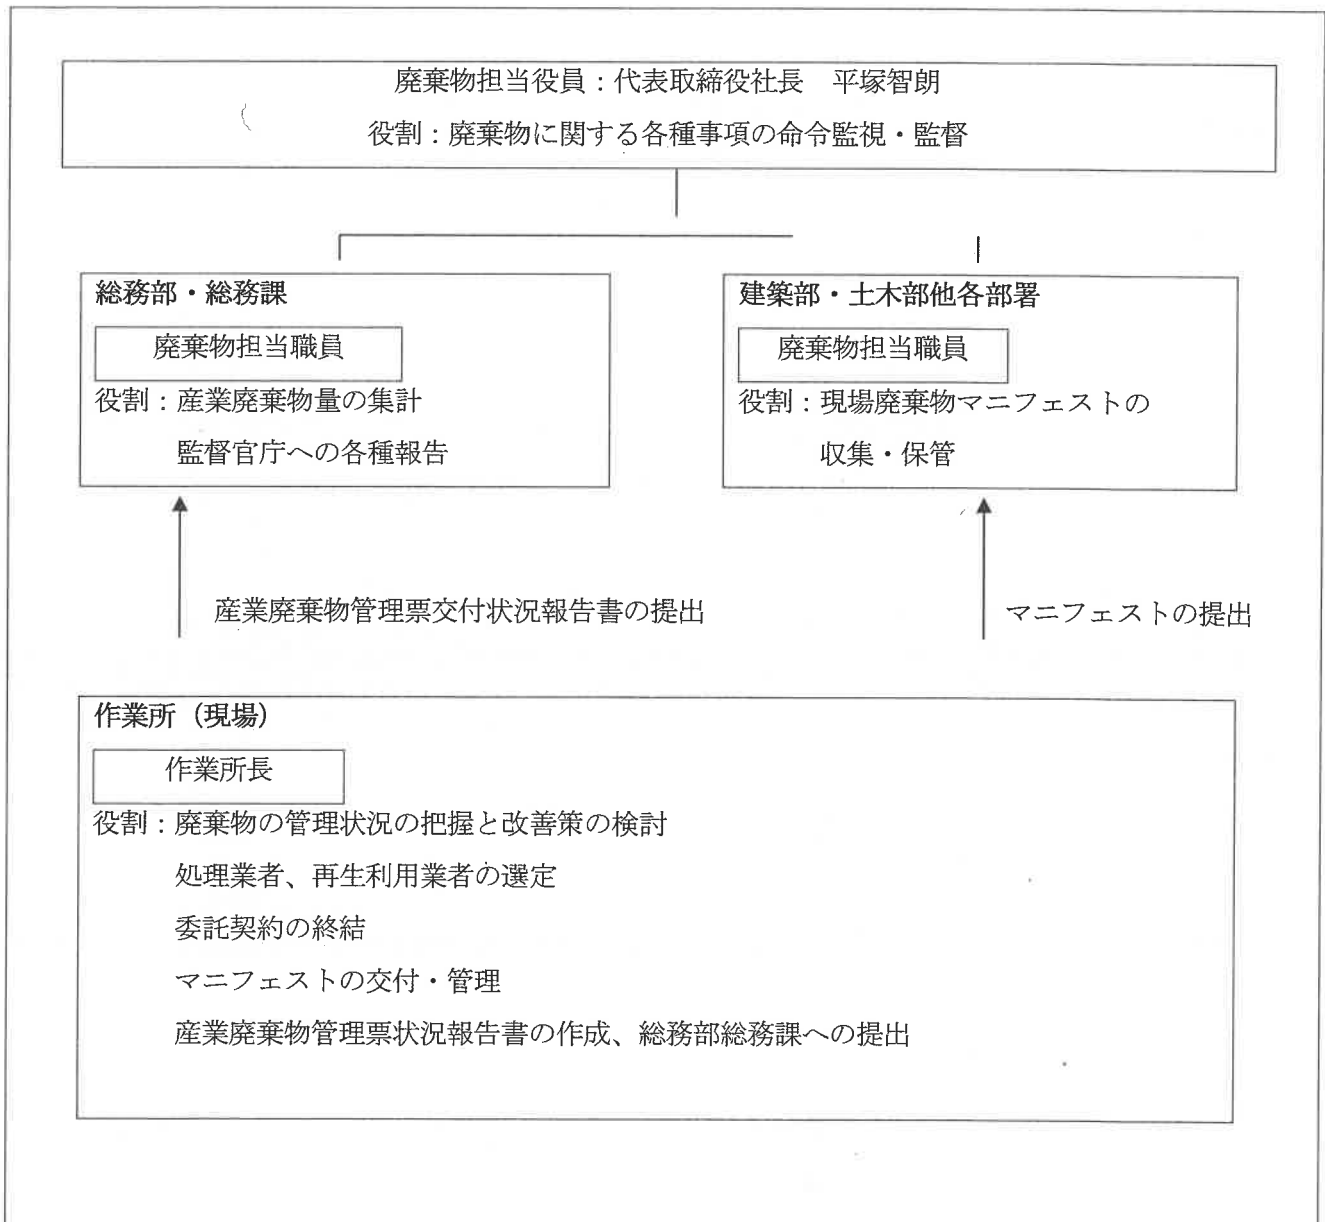 廃棄物担当役員：代表取締役社長　平塚智朗
役割：廃棄物に関する各種事項の命令監視・監督
総務部・総務課
廃棄物担当職員
役割：産業廃棄物量の集計
監督官庁への各種報告
建築部・土木部他各部署
廃棄物担当職員
役割：現場廃棄物マニフェストの
収集・保管
産業廃棄物管理票交付状況報告書の提出
マニフェストの提出
作業所（現場）
作業所長
役割：廃棄物の管理状況の把握と改善策の検討
処理業者、再生利用業者の選定
委託契約の終結
マニフェストの交付・管理
産業廃棄物管理票状況報告書の作成、総務部総務課への提出